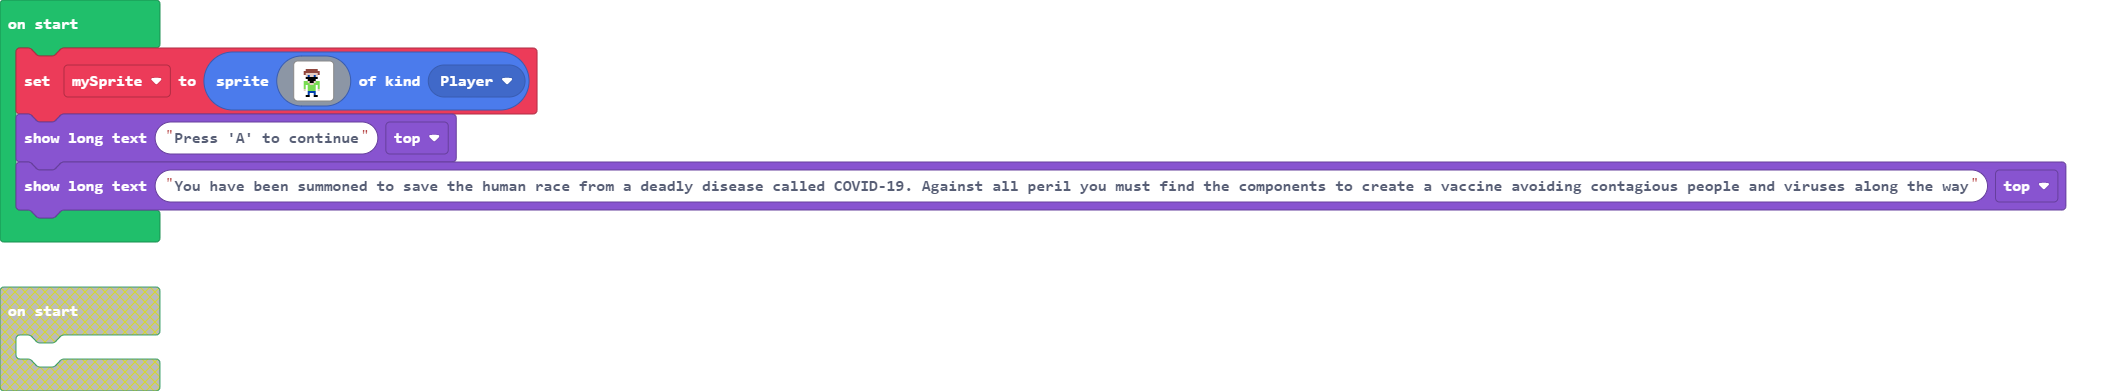 on start
set mySprite to sprite of kind Player
show long text "Press 'A' to continue" top
show long text "You have been summoned to save the human race from a deadly disease called COVID-19. Against all peril you must find the components to create a vaccine avoiding contagious people and viruses along the way" top
on start